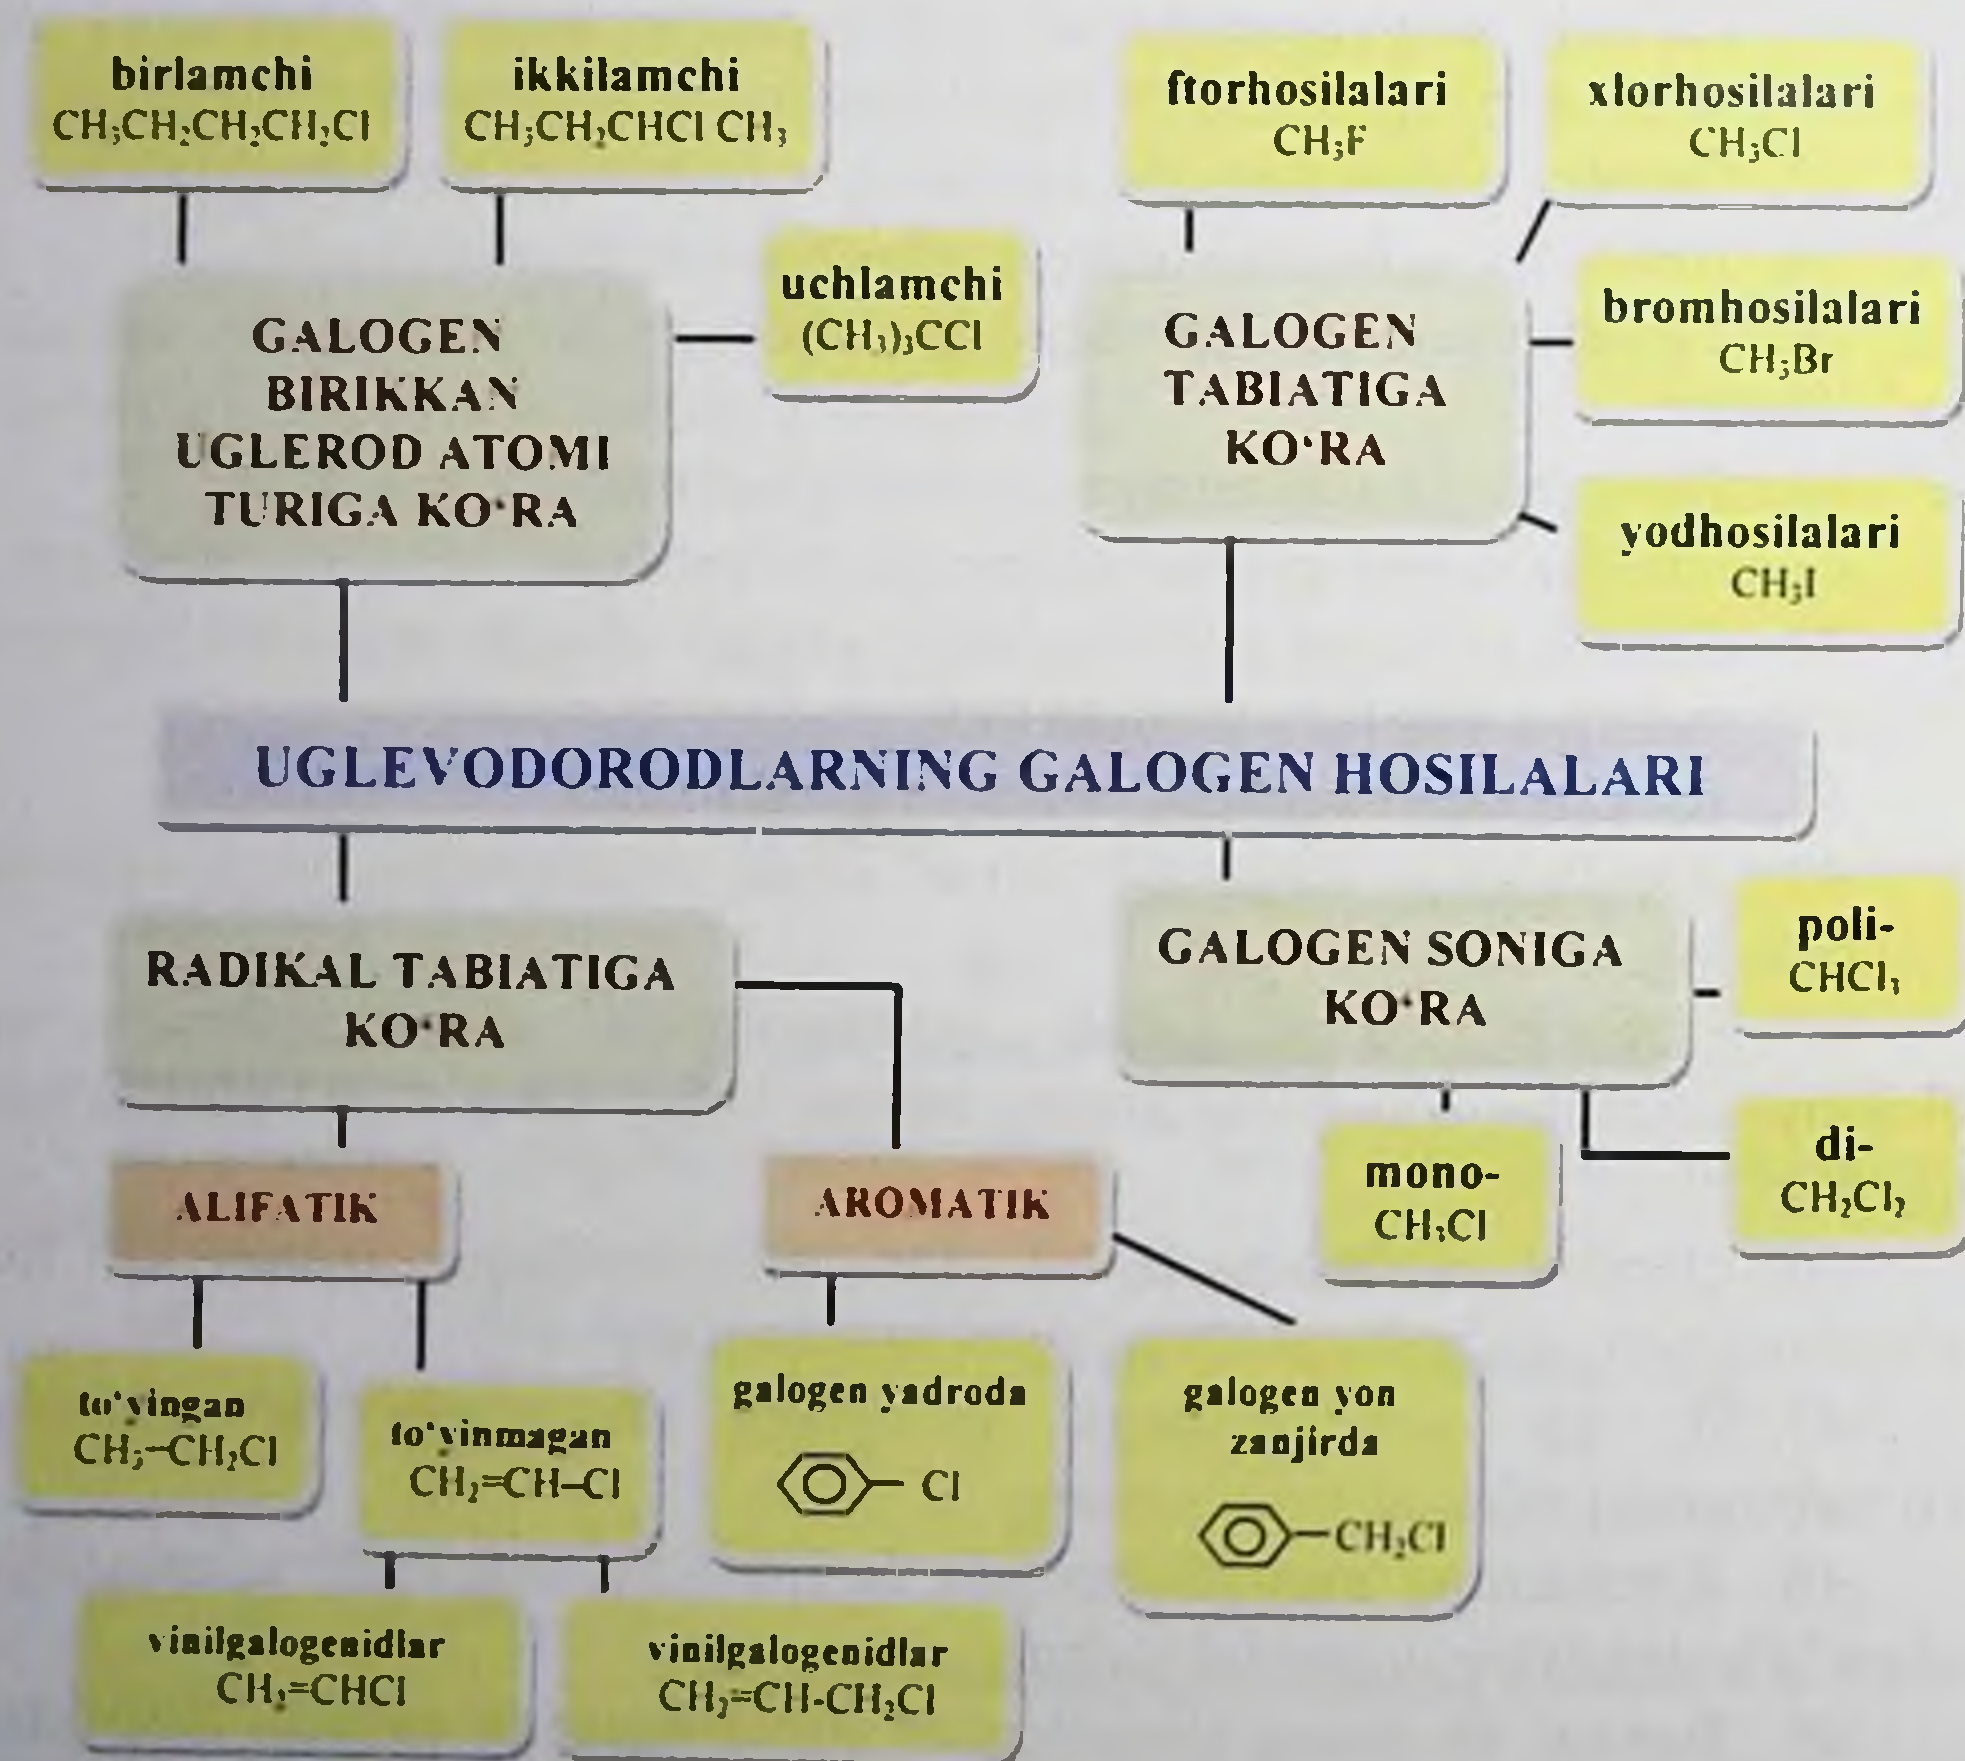 birlamchi
CH₃CH₂CH₂CH₂Cl
ikkilamchi
CH₃CH₂CHCl CH₃
uchlamchi
(CH₃)₃CCl
GALOGEN
BIRIKKAN
UGLEROD ATOMI
TURIGA KO‘RA
ftorhosilalari
CH₃F
xlorhosilalari
CH₃Cl
bromhosilalari
CH₃Br
yodhosilalari
CH₃I
GALOGEN
TABIATIGA
KO‘RA
UGLEVODORODLARNING GALOGEN HOSILALARI
RADIKAL TABIATIGA
KO‘RA
GALOGEN SONIGA
KO‘RA
poli-
CHCl₃
mono-
CH₃Cl
di-
CH₂Cl₂
ALIFATIK
AROMATIK
to‘yingan
CH₃–CH₂Cl
to‘yinmagan
CH₂=CH–Cl
galogen yadroda
Cl
galogen yon
zanjirda
CH₂Cl
vinilgalogenidlar
CH₂=CHCl
vinilgalogenidlar
CH₂=CH-CH₂Cl